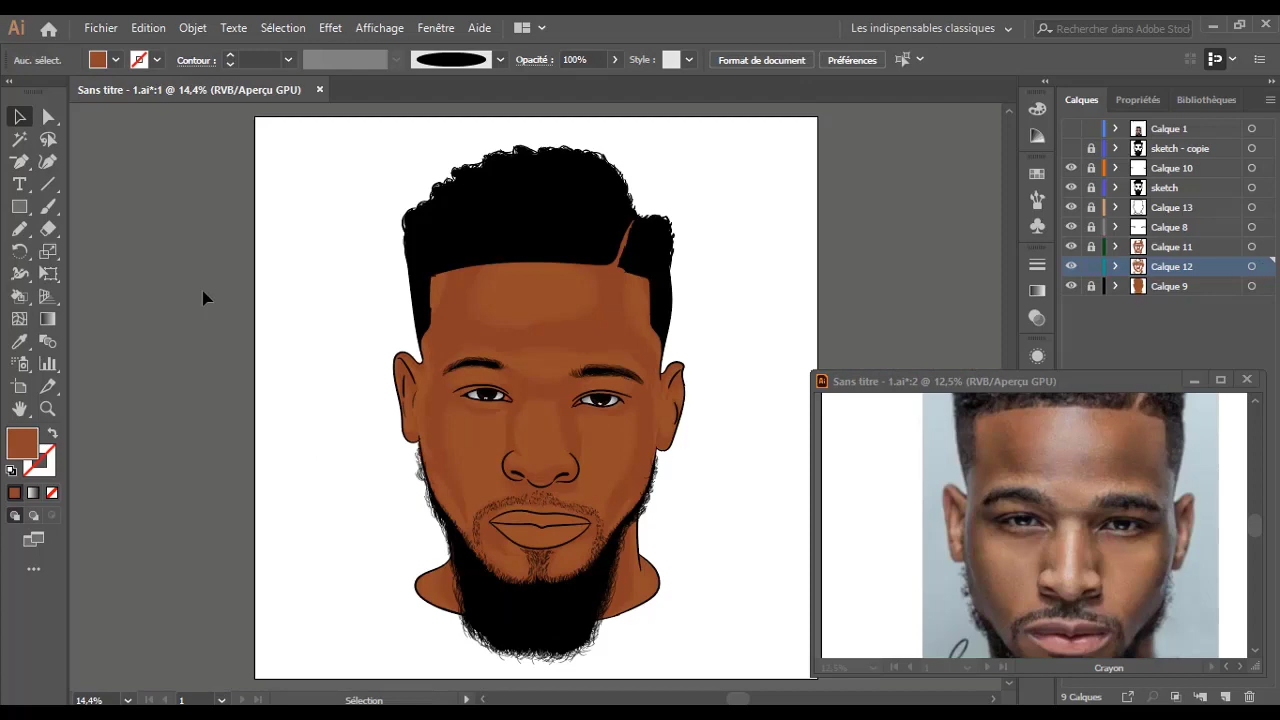 Ai Fichier Edition Objet Texte Sélection Effet Affichage Fenêtre Aide Les indispensables classiques Rechercher dans Adobe Stock
Auc. sélect. Contour : Opacité : 100% Style : Format de document Préférences
Sans titre - 1.ai*:1 @ 14,4% (RVB/Aperçu GPU)
Calques Propriétés Bibliothèques
Calque 1
sketch - copie
Calque 10
sketch
Calque 13
Calque 8
Calque 11
Calque 12
Calque 9
Ai Sans titre - 1.ai*:2 @ 12,5% (RVB/Aperçu GPU)
12,5% 1 Crayon
14,4% 1 Sélection 9 Calques